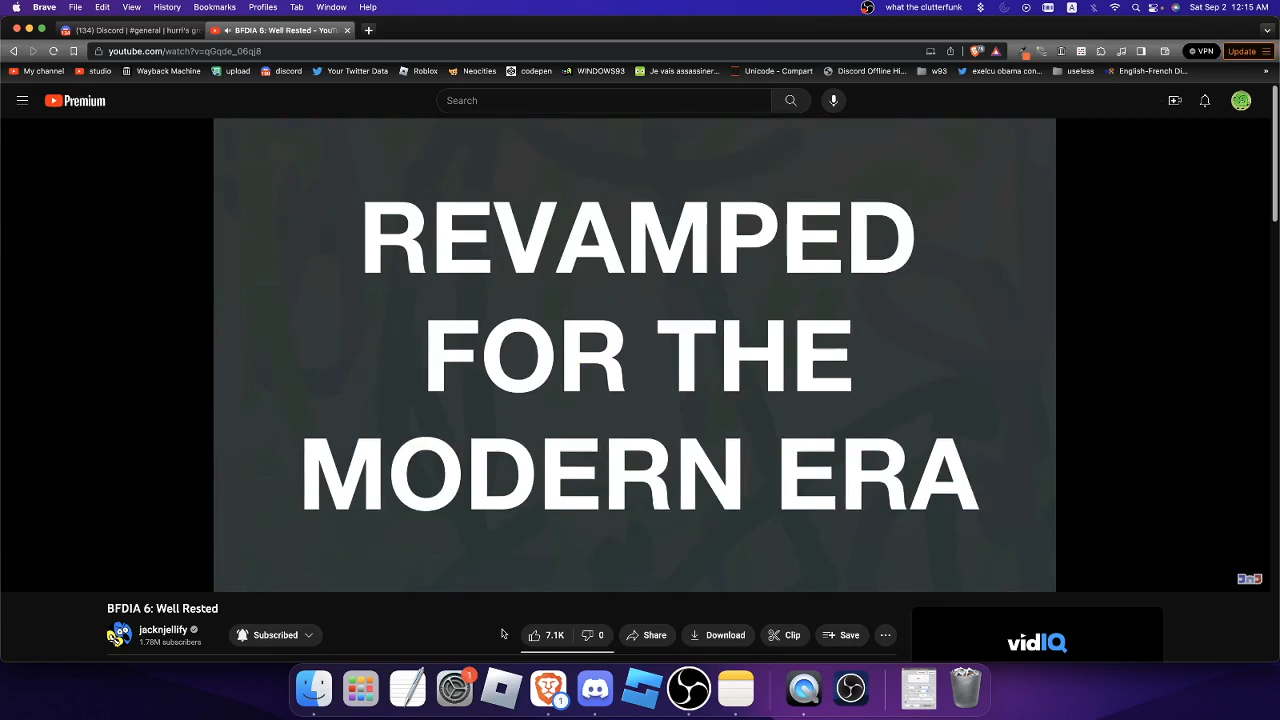 Brave File Edit View History Bookmarks Profiles Tab Window Help what the clutterfunk A Sat Sep 2 12:15 AM
(134) Discord | #general | hurri's gr BFDIA 6: Well Rested - YouT
youtube.com/watch?v=qGqde_06qj8 VPN Update
My channel studio Wayback Machine upload discord Your Twitter Data Roblox Neocities codepen WINDOWS93 Je vais assassiner... Unicode - Compart Discord Offline Hi... w93 exelcu obama con... useless English-French Di... »
Premium Search
REVAMPED
FOR THE
MODERN ERA
BFDIA 6: Well Rested
jacknjellify
1.78M subscribers
Subscribed 7.1K 0 Share Download Clip Save
vidIQ
1
1